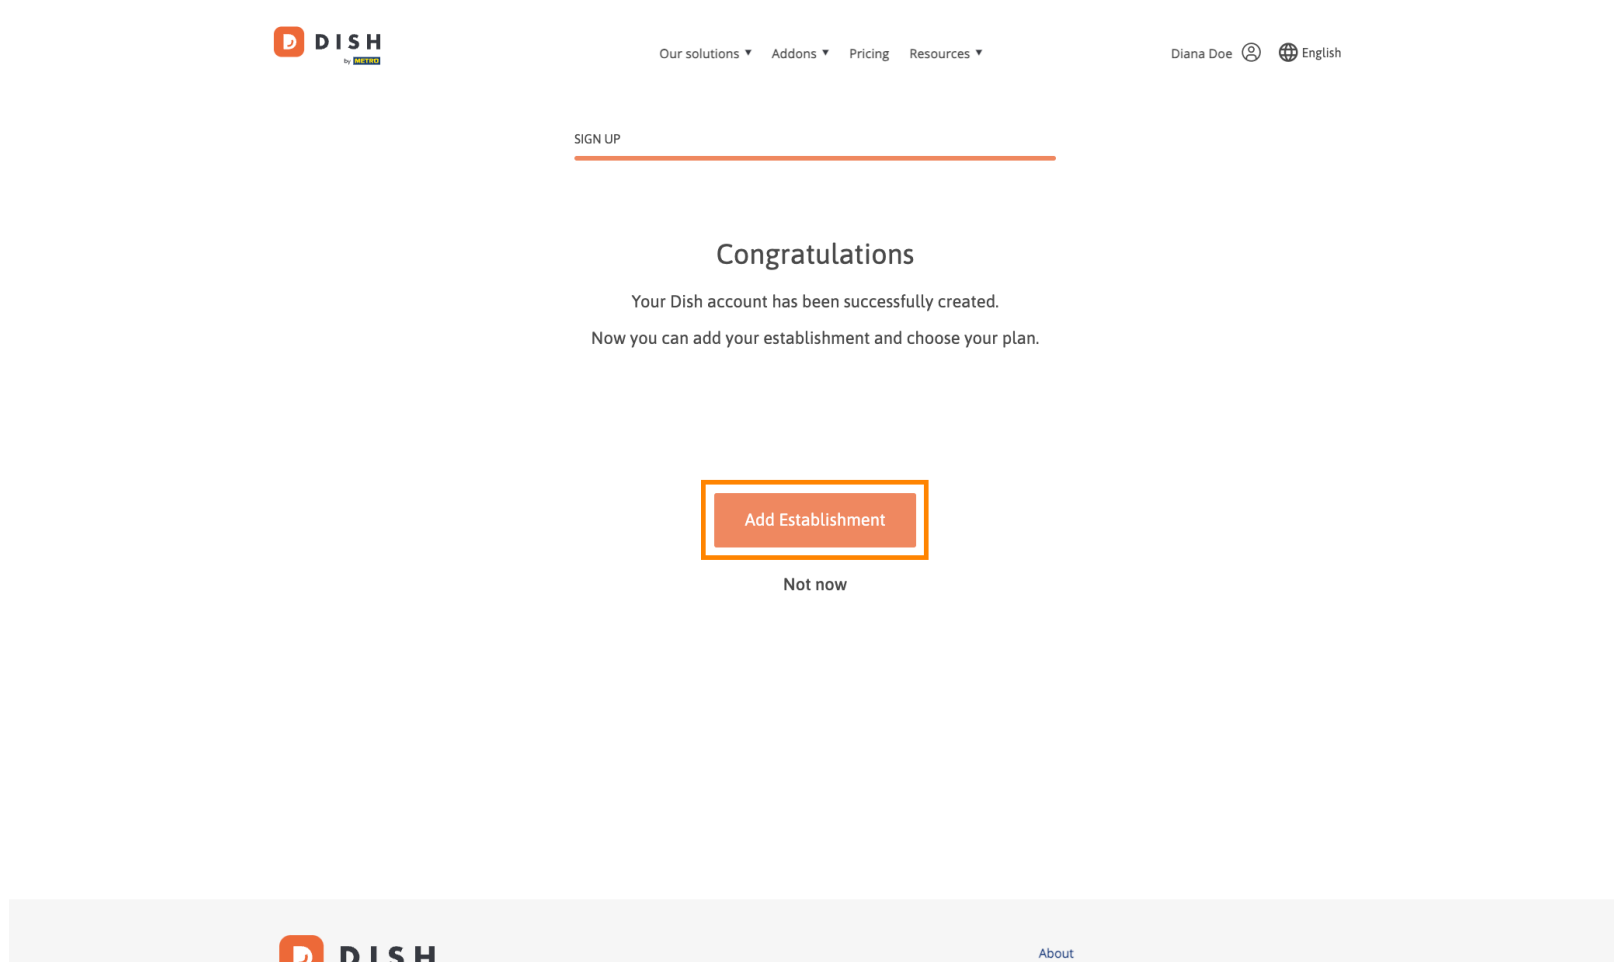 DISH
by METRO
Our solutions ▼ Addons ▼ Pricing Resources ▼
Diana Doe
English
SIGN UP
Congratulations
Your Dish account has been successfully created.
Now you can add your establishment and choose your plan.
Add Establishment
Not now
DISH
About